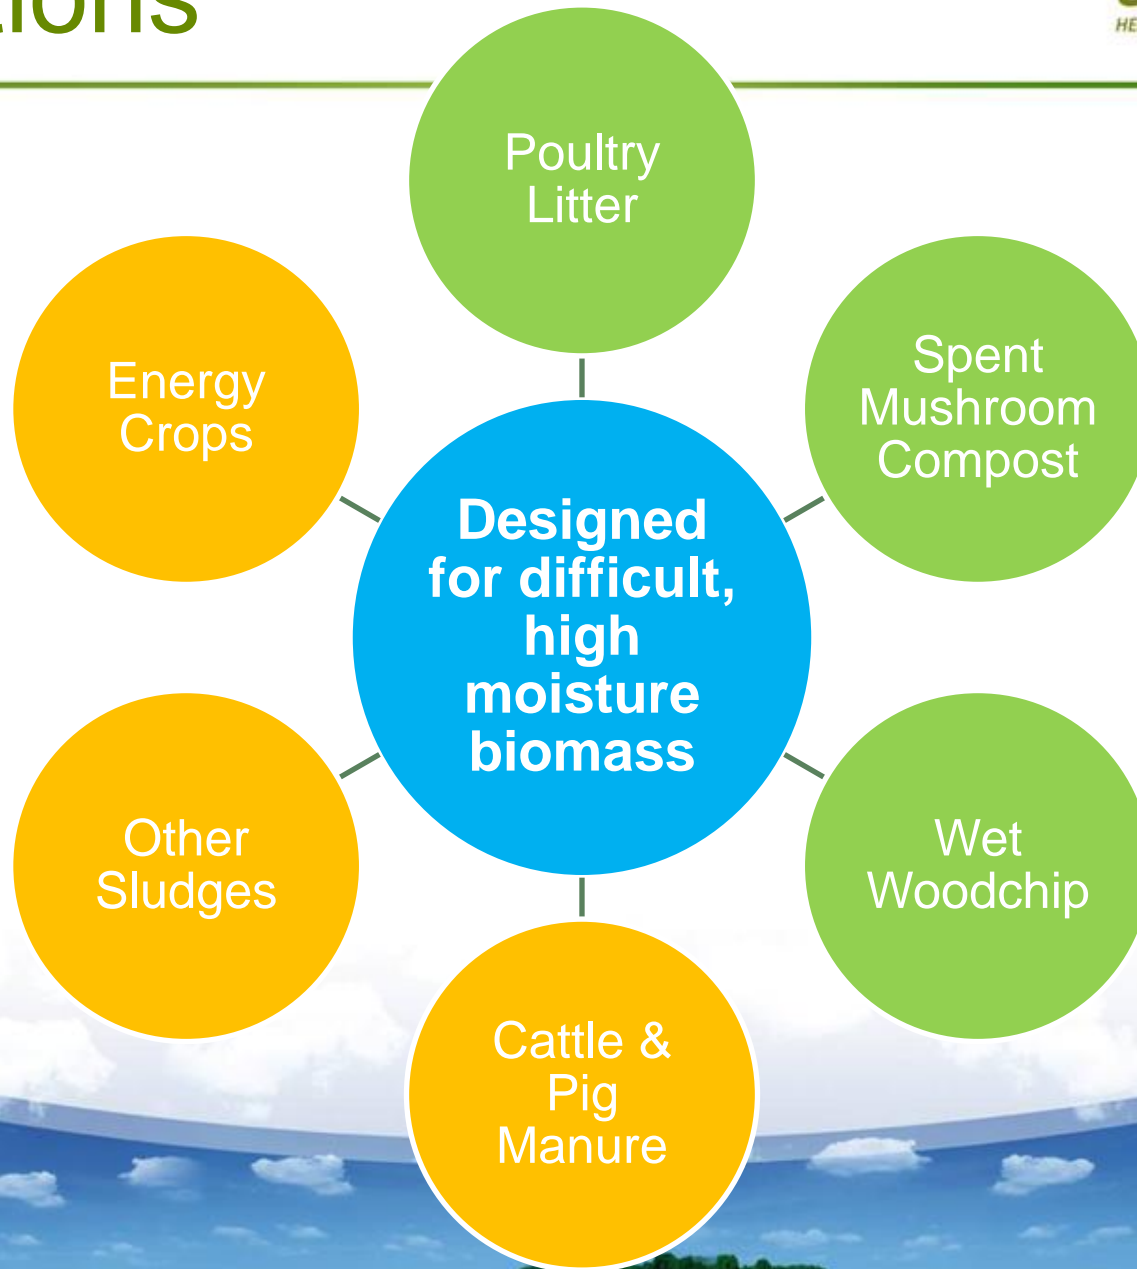 Poultry
Litter
Spent
Mushroom
Compost
Energy
Crops
Designed
for difficult,
high
moisture
biomass
Wet
Woodchip
Other
Sludges
Cattle &
Pig
Manure